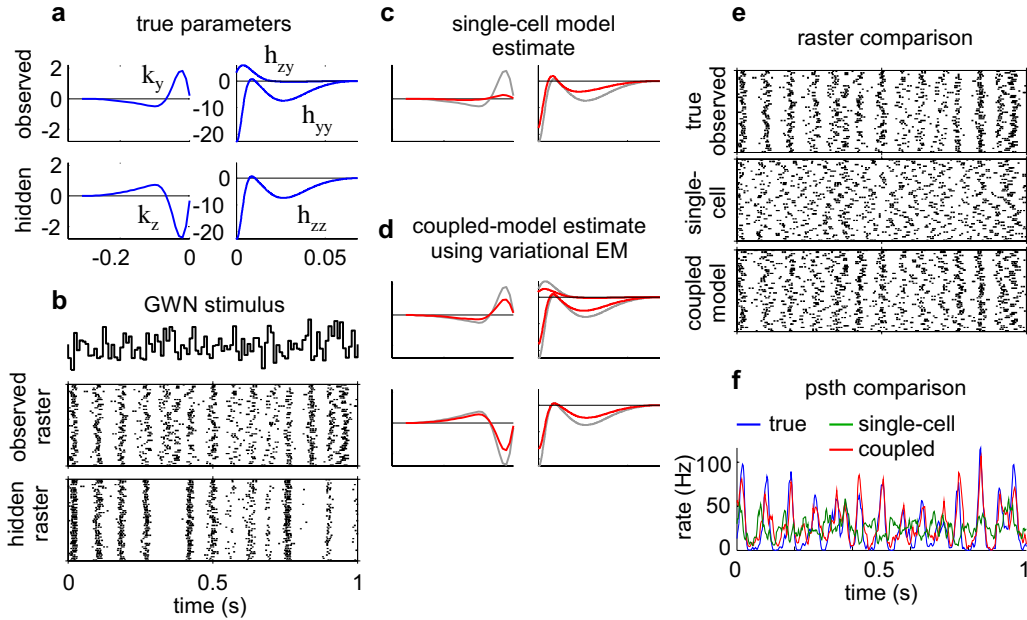 a
true parameters
observed
2
0
-2
k_y
h_zy
0
-10
-20
h_yy
hidden
2
0
-2
k_z
-0.2
0
0
-10
-20
h_zz
0
0.05
b
GWN stimulus
observed
raster
hidden
raster
0
0.5
1
time (s)
c
single-cell model
estimate
d
coupled-model estimate
using variational EM
e
raster comparison
true
observed
single-
cell
coupled
model
f
psth comparison
true
single-cell
coupled
rate (Hz)
100
50
0
0
0.5
1
time (s)